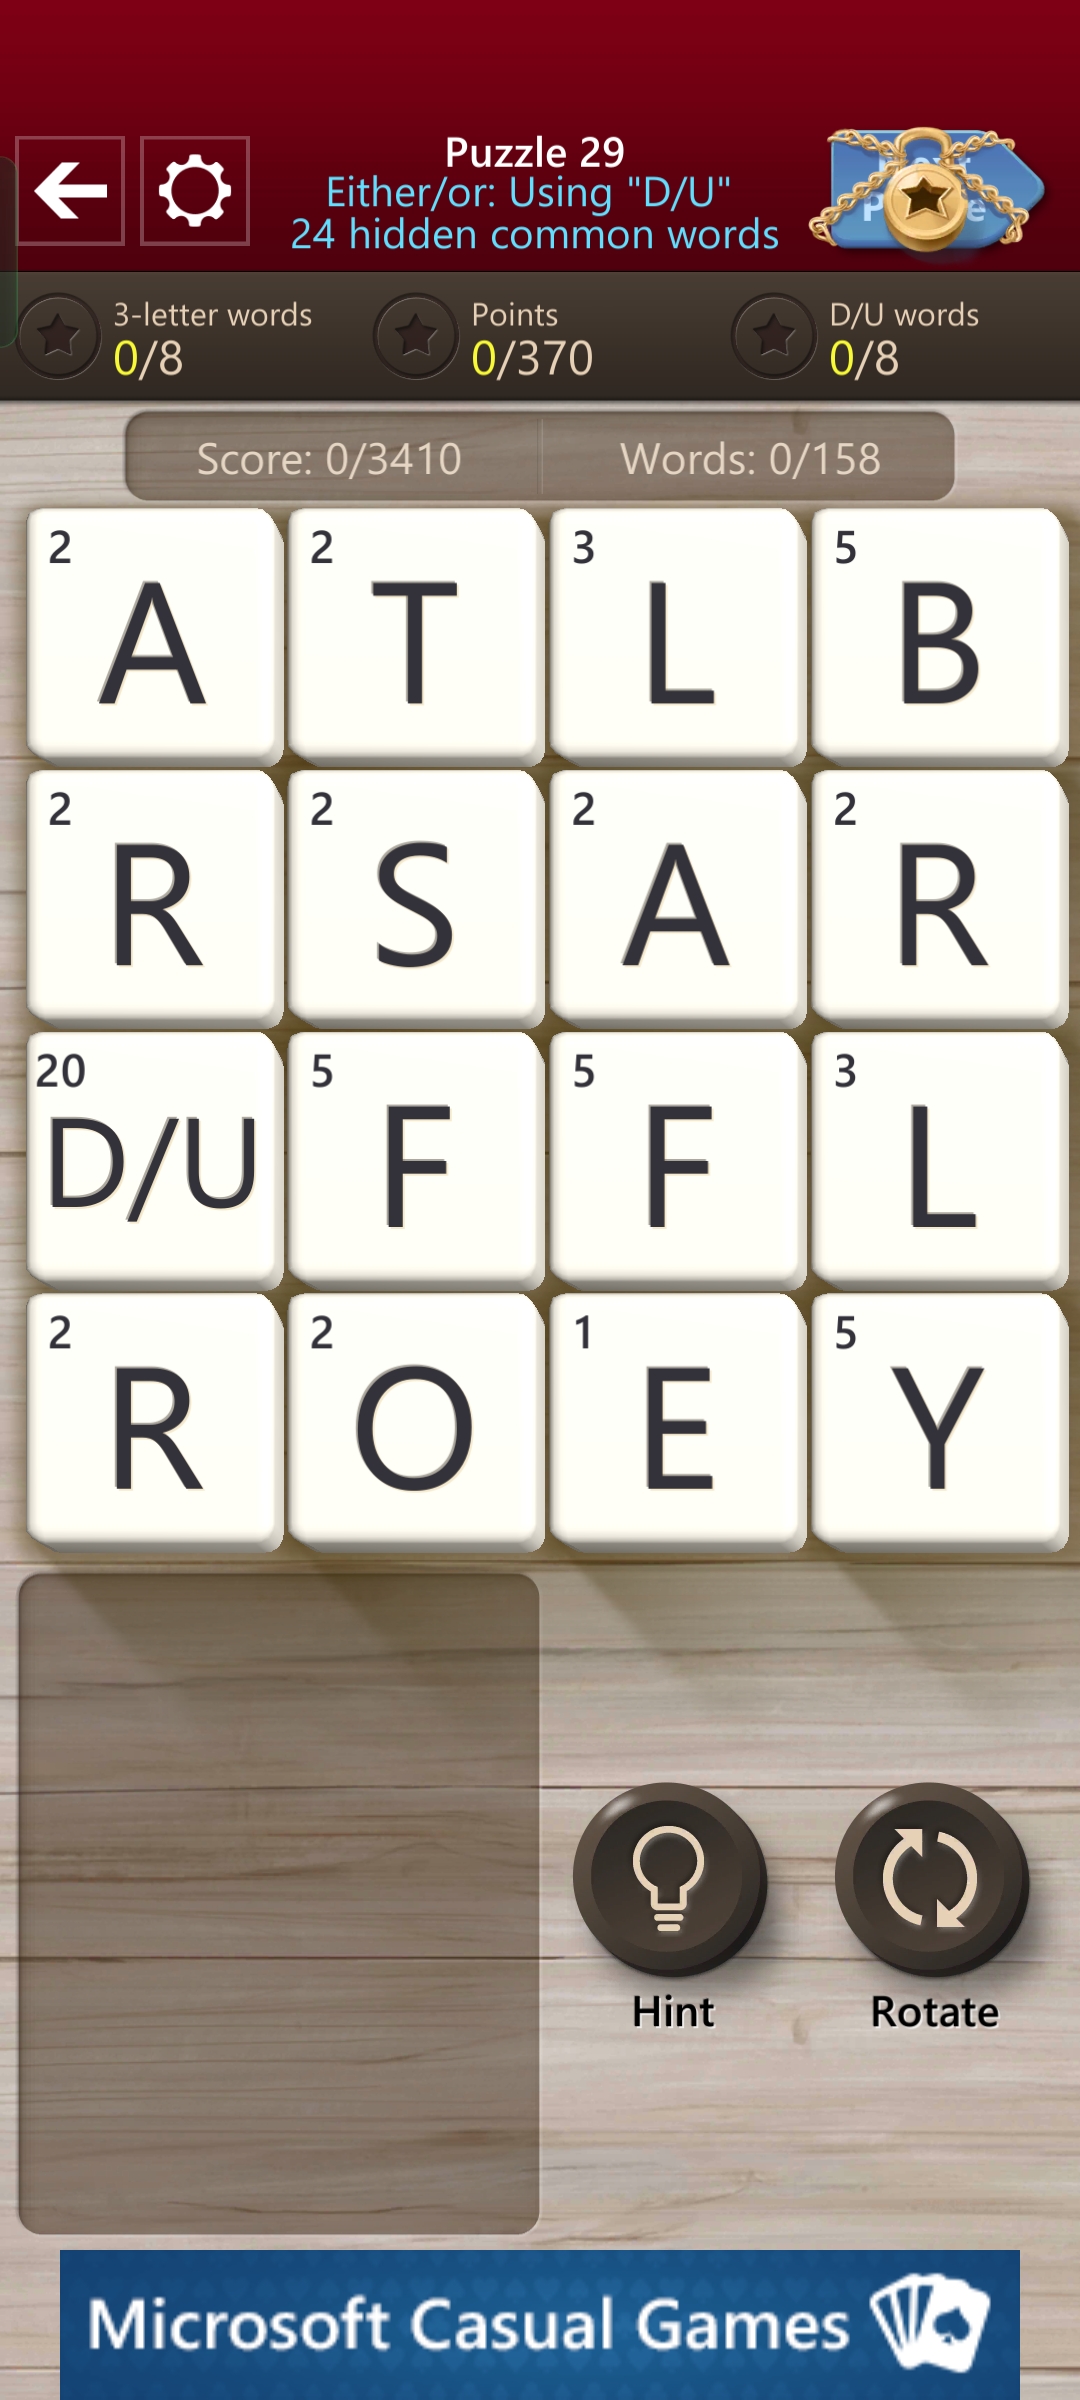 Puzzle 29
Either/or: Using "D/U"
24 hidden common words
3-letter words
0/8
Points
0/370
D/U words
0/8
Score: 0/3410
Words: 0/158
2 A 2 T 3 L 5 B
2 R 2 S 2 A 2 R
20 D/U 5 F 5 F 3 L
2 R 2 O 1 E 5 Y
Hint
Rotate
Microsoft Casual Games